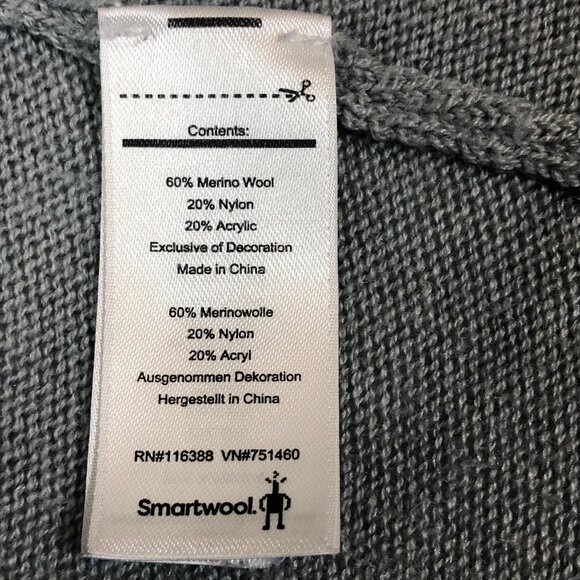 Contents:
60% Merino Wool
20% Nylon
20% Acrylic
Exclusive of Decoration
Made in China
60% Merinowolle
20% Nylon
20% Acryl
Ausgenommen Dekoration
Hergestellt in China
RN#116388 VN#751460
Smartwool.